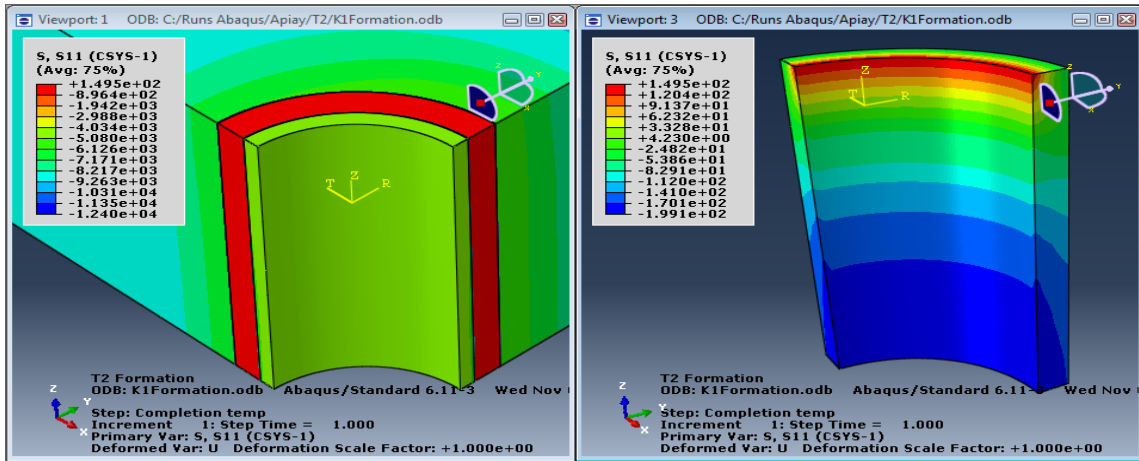 Viewport: 1 ODB: C:/Runs Abaqus/Apiay/T2/K1Formation.odb
S, S11 (CSYS-1)
(Avg: 75%)
+1.495e+02
-8.964e+02
-1.942e+03
-2.988e+03
-4.034e+03
-5.080e+03
-6.126e+03
-7.171e+03
-8.217e+03
-9.263e+03
-1.031e+04
-1.135e+04
-1.240e+04
Z
Y
X
T
Z
R
T2 Formation
ODB: K1Formation.odb Abaqus/Standard 6.11-3 Wed Nov
Z
Y
X
Step: Completion temp
Increment 1: Step Time = 1.000
Primary Var: S, S11 (CSYS-1)
Deformed Var: U Deformation Scale Factor: +1.000e+00
Viewport: 3 ODB: C:/Runs Abaqus/Apiay/T2/K1Formation.odb
S, S11 (CSYS-1)
(Avg: 75%)
+1.495e+02
+1.204e+02
+9.137e+01
+6.232e+01
+3.328e+01
+4.230e+00
-2.482e+01
-5.386e+01
-8.291e+01
-1.120e+02
-1.410e+02
-1.701e+02
-1.991e+02
Z
Y
X
Z
T
R
T2 Formation
ODB: K1Formation.odb Abaqus/Standard 6.11-3 Wed Nov
Z
Y
X
Step: Completion temp
Increment 1: Step Time = 1.000
Primary Var: S, S11 (CSYS-1)
Deformed Var: U Deformation Scale Factor: +1.000e+00